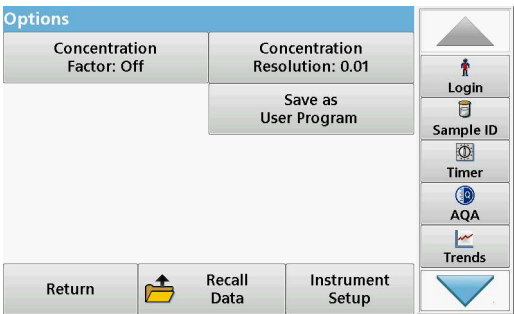 Options
Concentration
Factor: Off
Concentration
Resolution: 0.01
Save as
User Program
Login
Sample ID
Timer
AQA
Trends
Return
Recall
Data
Instrument
Setup